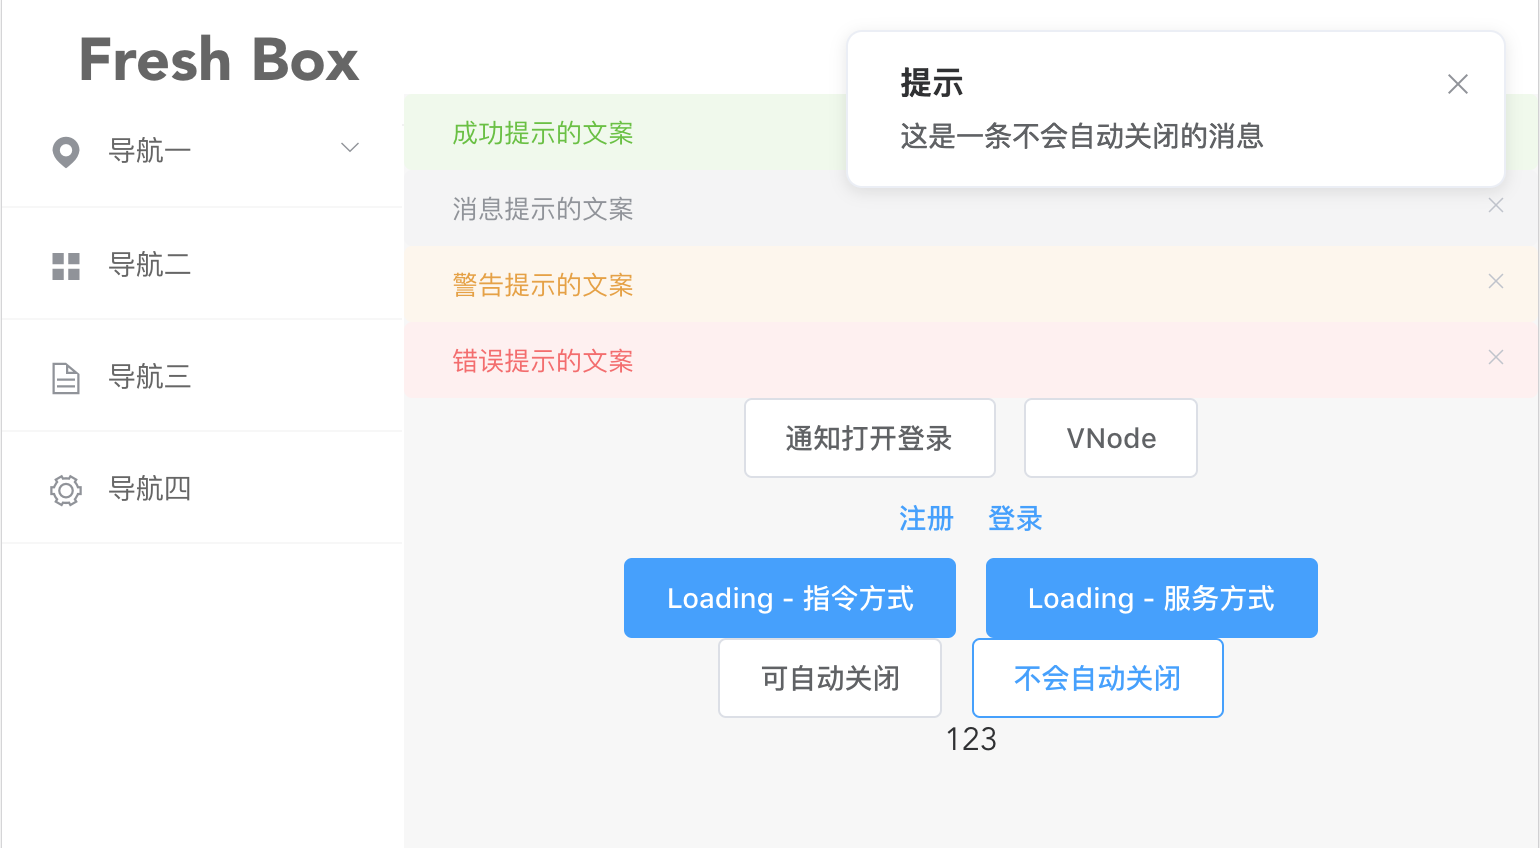 Fresh Box
导航一
导航二
导航三
导航四
提示
这是一条不会自动关闭的消息
成功提示的文案
消息提示的文案
警告提示的文案
错误提示的文案
通知打开登录 VNode
注册 登录
Loading - 指令方式 Loading - 服务方式
可自动关闭 不会自动关闭
123